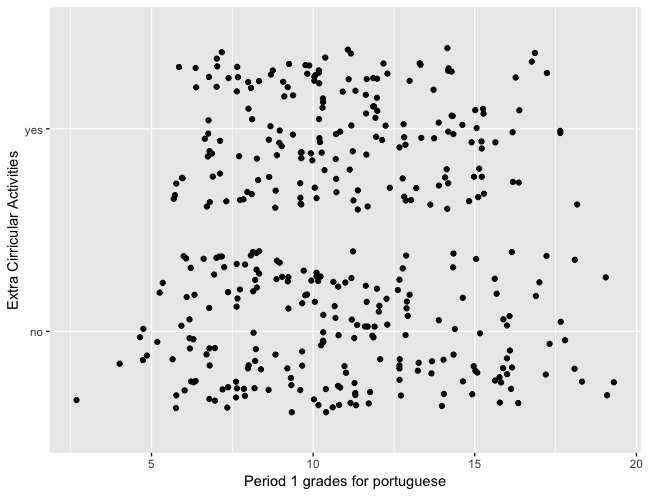 yes
Extra Cirricular Activities
no
5 10 15 20
Period 1 grades for portuguese